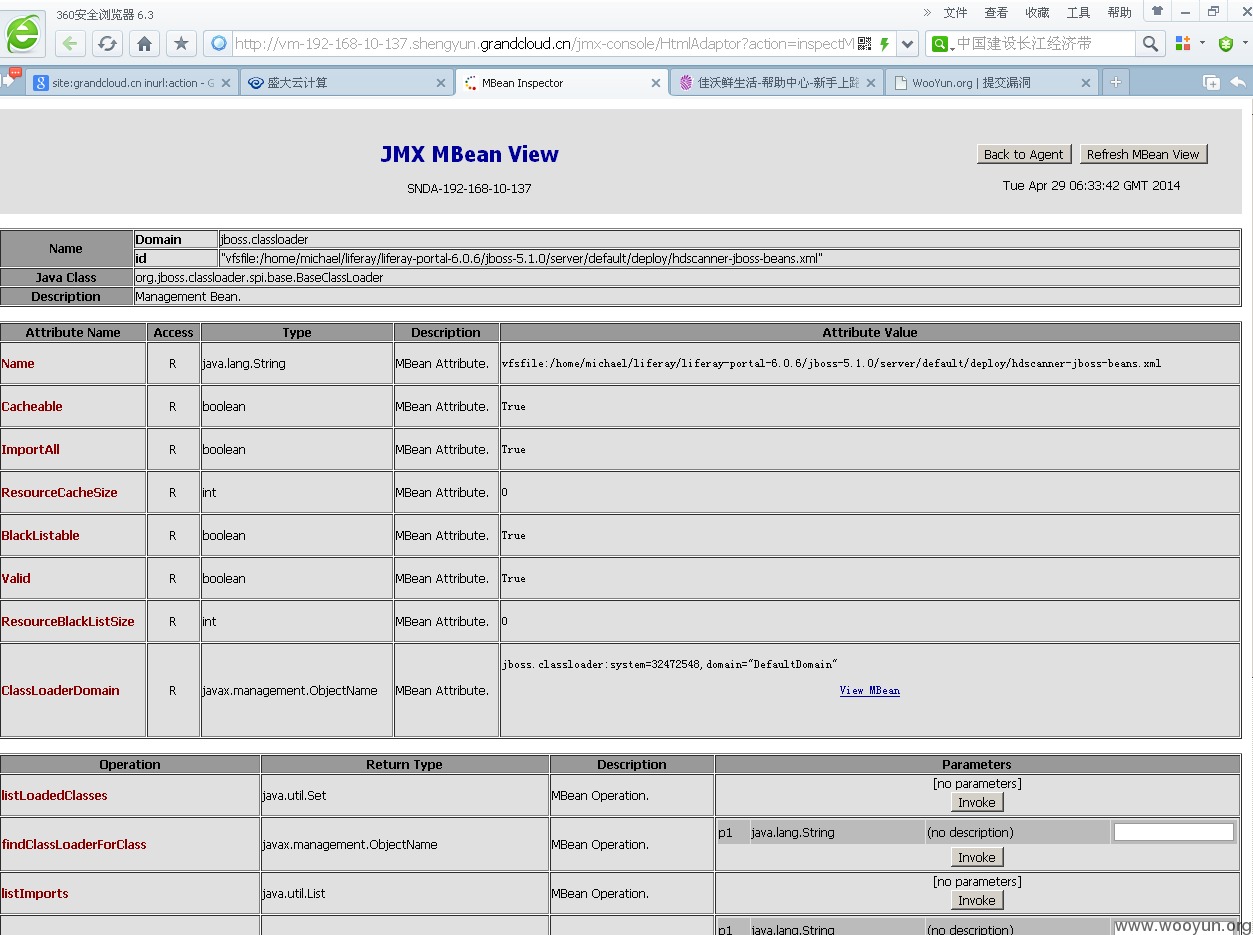 360安全浏览器 6.3
» 文件 查看 收藏 工具 帮助
http://vm-192-168-10-137.shengyun.grandcloud.cn/jmx-console/HtmlAdaptor?action=inspectM
中国建设长江经济带
site:grandcloud.cn inurl:action - G
盛大云计算
MBean Inspector
佳沃鲜生活-帮助中心-新手上路
WooYun.org | 提交漏洞
JMX MBean View
SNDA-192-168-10-137
Back to Agent Refresh MBean View
Tue Apr 29 06:33:42 GMT 2014
Name Domain jboss.classloader
id "vfsfile:/home/michael/liferay/liferay-portal-6.0.6/jboss-5.1.0/server/default/deploy/hdscanner-jboss-beans.xml"
Java Class org.jboss.classloader.spi.base.BaseClassLoader
Description Management Bean.
Attribute Name Access Type Description Attribute Value
Name R java.lang.String MBean Attribute. vfsfile:/home/michael/liferay/liferay-portal-6.0.6/jboss-5.1.0/server/default/deploy/hdscanner-jboss-beans.xml
Cacheable R boolean MBean Attribute. True
ImportAll R boolean MBean Attribute. True
ResourceCacheSize R int MBean Attribute. 0
BlackListable R boolean MBean Attribute. True
Valid R boolean MBean Attribute. True
ResourceBlackListSize R int MBean Attribute. 0
ClassLoaderDomain R javax.management.ObjectName MBean Attribute. jboss.classloader:system=32472548,domain="DefaultDomain"
View MBean
Operation Return Type Description Parameters
listLoadedClasses java.util.Set MBean Operation. [no parameters]
Invoke
findClassLoaderForClass javax.management.ObjectName MBean Operation. p1 java.lang.String (no description)
Invoke
listImports java.util.List MBean Operation. [no parameters]
Invoke
p1 java.lang.String (no description)
www.wooyun.org